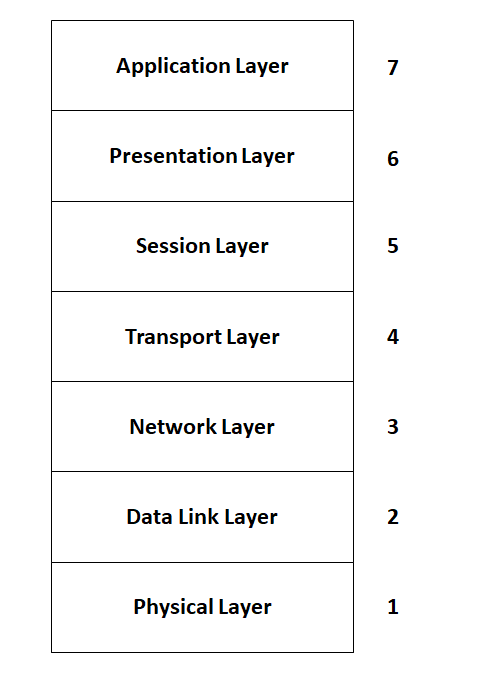 Application Layer 7
Presentation Layer 6
Session Layer 5
Transport Layer 4
Network Layer 3
Data Link Layer 2
Physical Layer 1